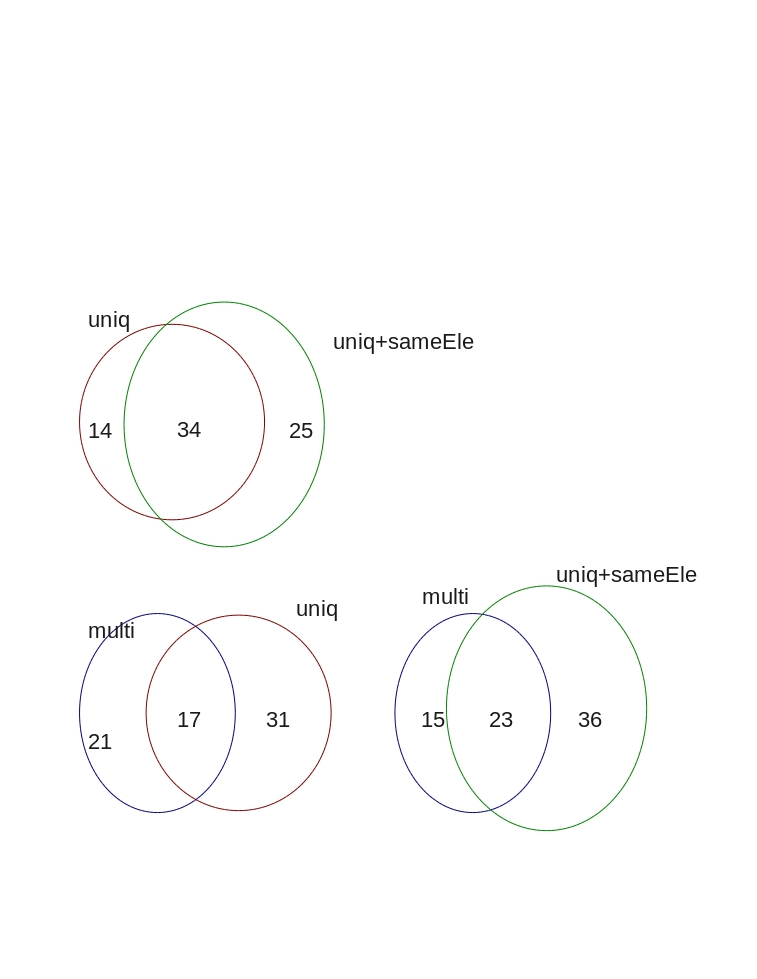 uniq
uniq+sameEle
14 34 25
uniq+sameEle
multi
uniq
multi
21 17 31
15 23 36